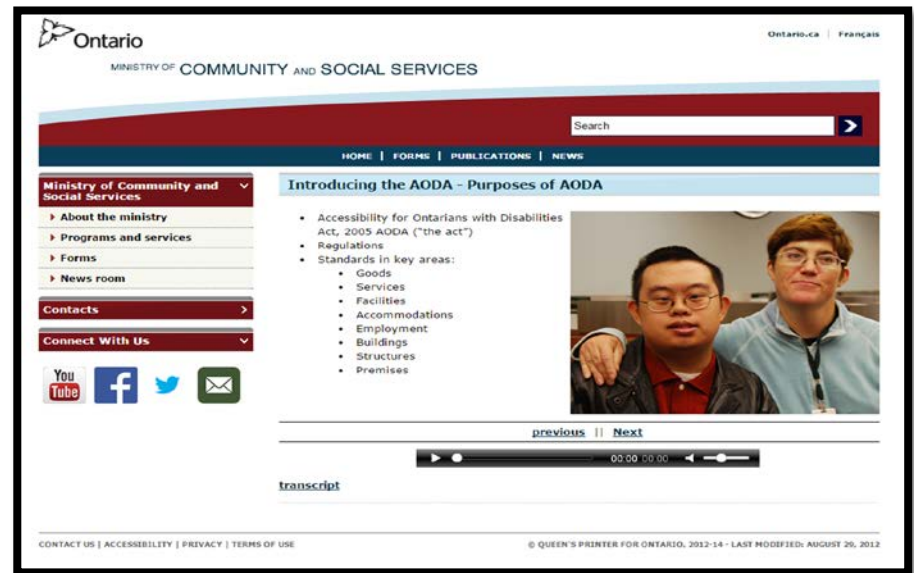 Ontario
Ontario.ca | Français
MINISTRY OF COMMUNITY AND SOCIAL SERVICES
Search
HOME | FORMS | PUBLICATIONS | NEWS
Ministry of Community and
Social Services
About the ministry
Programs and services
Forms
News room
Contacts
Connect With Us
You
Tube
Introducing the AODA - Purposes of AODA
• Accessibility for Ontarians with Disabilities
Act, 2005 AODA ("the act")
• Regulations
• Standards in key areas:
• Goods
• Services
• Facilities
• Accommodations
• Employment
• Buildings
• Structures
• Premises
previous || Next
00:00 00:00
transcript
CONTACT US | ACCESSIBILITY | PRIVACY | TERMS OF USE
© QUEEN'S PRINTER FOR ONTARIO, 2012-14 - LAST MODIFIED: AUGUST 29, 2012